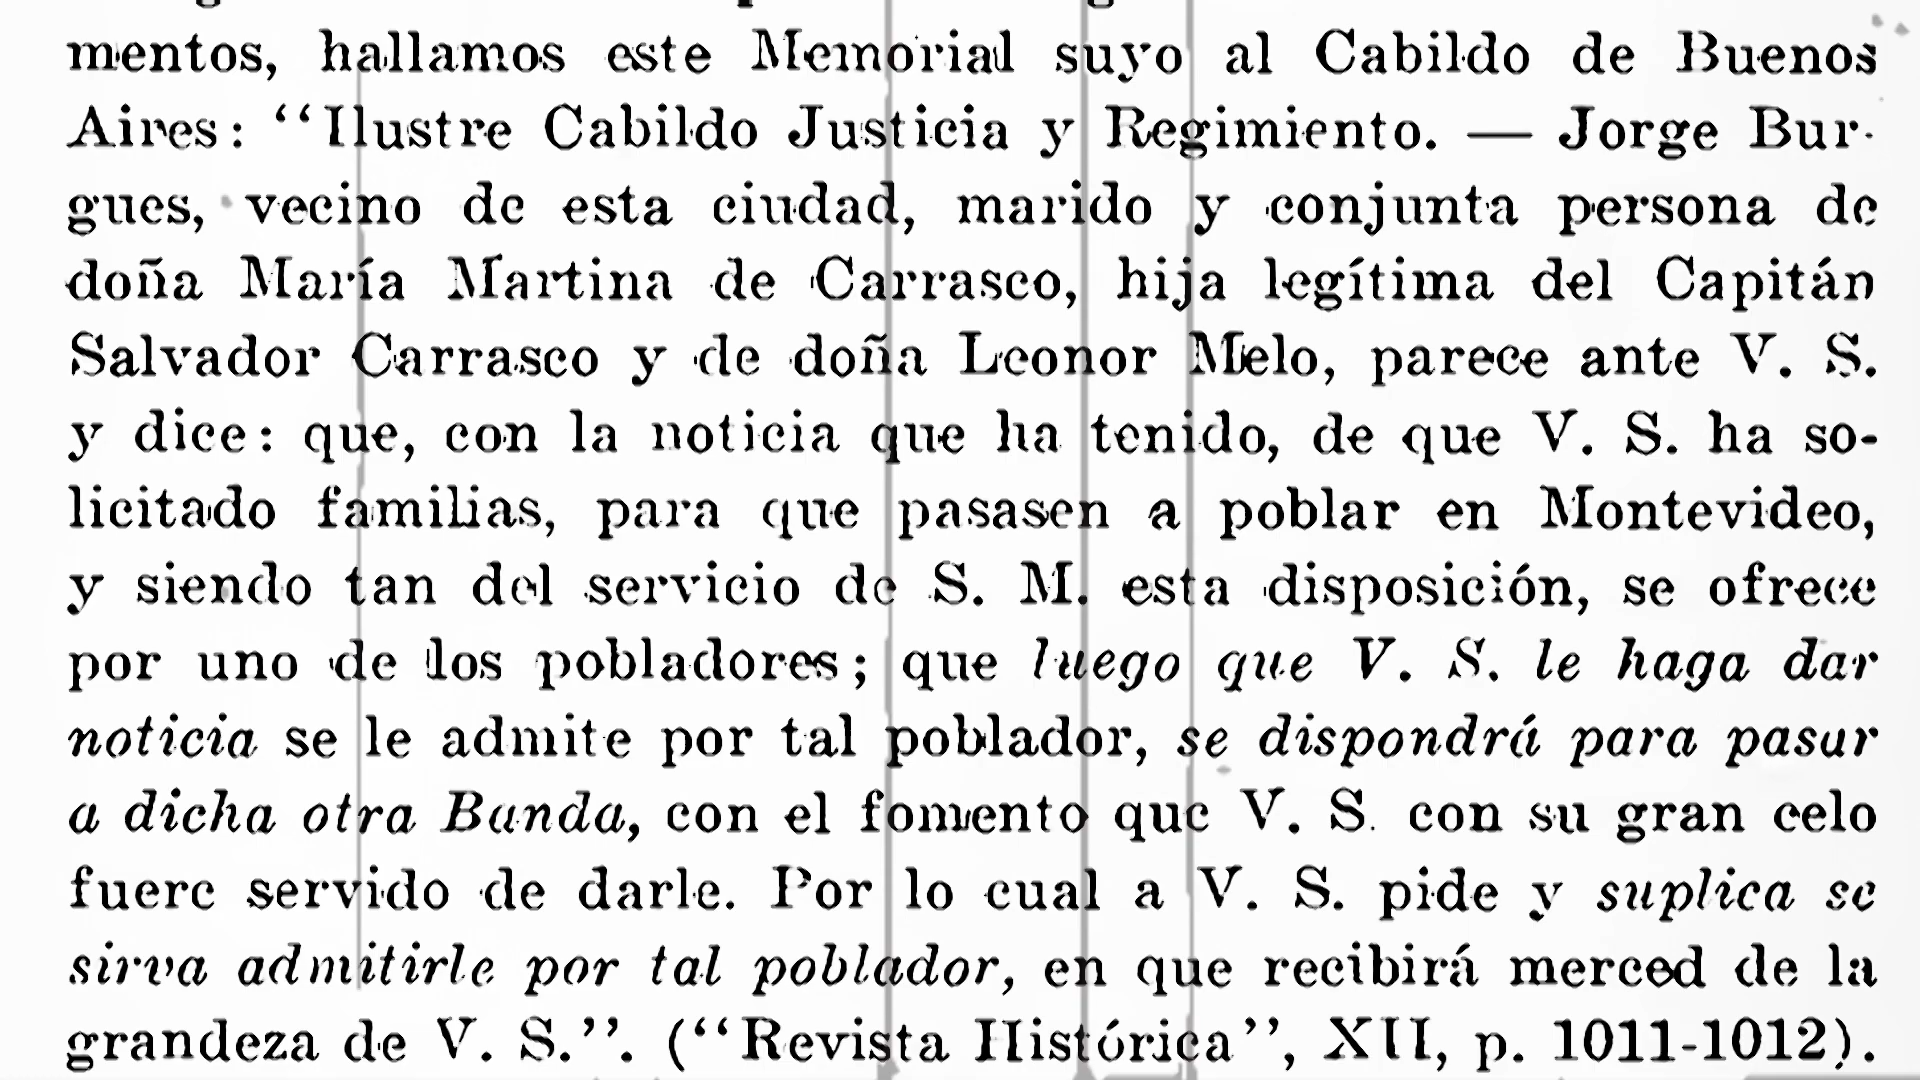 mentos, hallamos este Memorial suyo al Cabildo de Buenos
Aires: “Ilustre Cabildo Justicia y Regimiento. — Jorge Bur-
gues, vecino de esta ciudad, marido y conjunta persona de
doña María Martina de Carrasco, hija legítima del Capitán
Salvador Carrasco y de doña Leonor Melo, parece ante V. S.
y dice: que, con la noticia que ha tenido, de que V. S. ha so-
licitado familias, para que pasasen a poblar en Montevideo,
y siendo tan del servicio de S. M. esta disposición, se ofrece
por uno de los pobladores; que luego que V. S. le haga dar
noticia se le admite por tal poblador, se dispondrá para pasar
a dicha otra Banda, con el fomento que V. S. con su gran celo
fuere servido de darle. Por lo cual a V. S. pide y suplica se
sirva admitirle por tal poblador, en que recibirá merced de la
grandeza de V. S.”. (“Revista Histórica”, XII, p. 1011-1012).